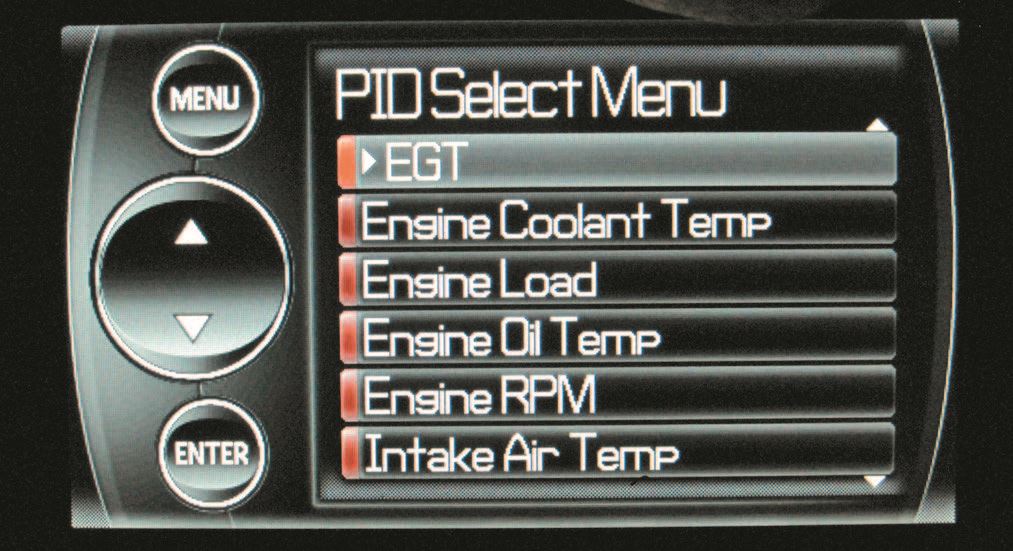 MENU
ENTER
PID Select Menu
EGT
Engine Coolant Temp
Engine Load
Engine Oil Temp
Engine RPM
Intake Air Temp